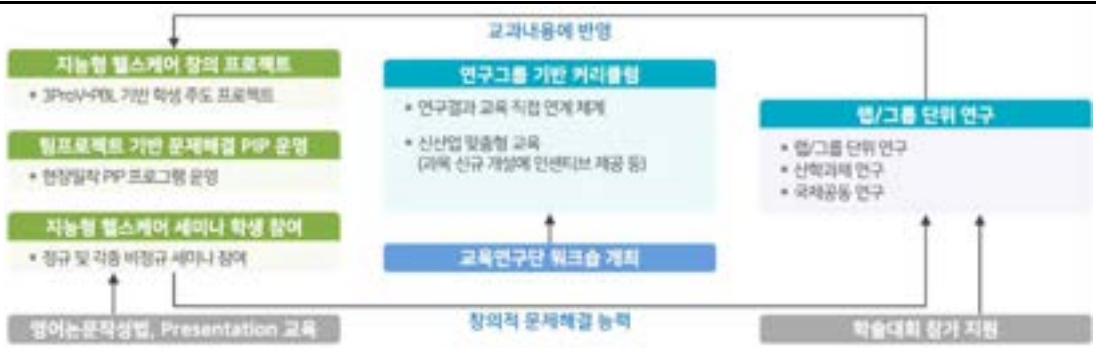 교과내용에 반영
지능형 헬스케어 창의 프로젝트
• 3ProV+PBL 기반 학생 주도 프로젝트
팀프로젝트 기반 문제해결 PIP 운영
• 현장밀착 PIP 프로그램 운영
지능형 헬스케어 세미나 학생 참여
• 정규 및 각종 비정규 세미나 참여
영어논문작성법, Presentation 교육
연구그룹 기반 커리큘럼
• 연구결과 교육 직접 연계 체계
• 신산업 맞춤형 교육
(과목 신규 개설에 인센티브 제공 등)
교육연구단 워크숍 개최
창의적 문제해결 능력
랩/그룹 단위 연구
• 랩/그룹 단위 연구
• 산학과제 연구
• 국제공동 연구
학술대회 참가 지원